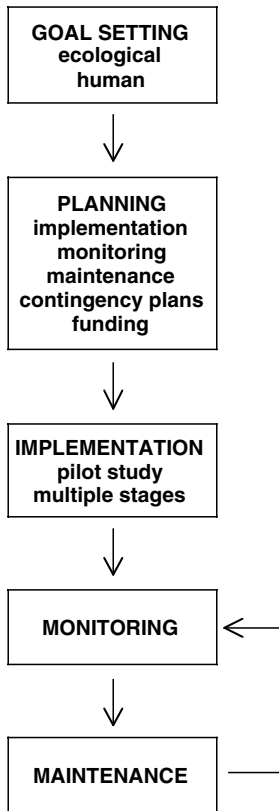 GOAL SETTING
ecological
human
PLANNING
implementation
monitoring
maintenance
contingency plans
funding
IMPLEMENTATION
pilot study
multiple stages
MONITORING
MAINTENANCE